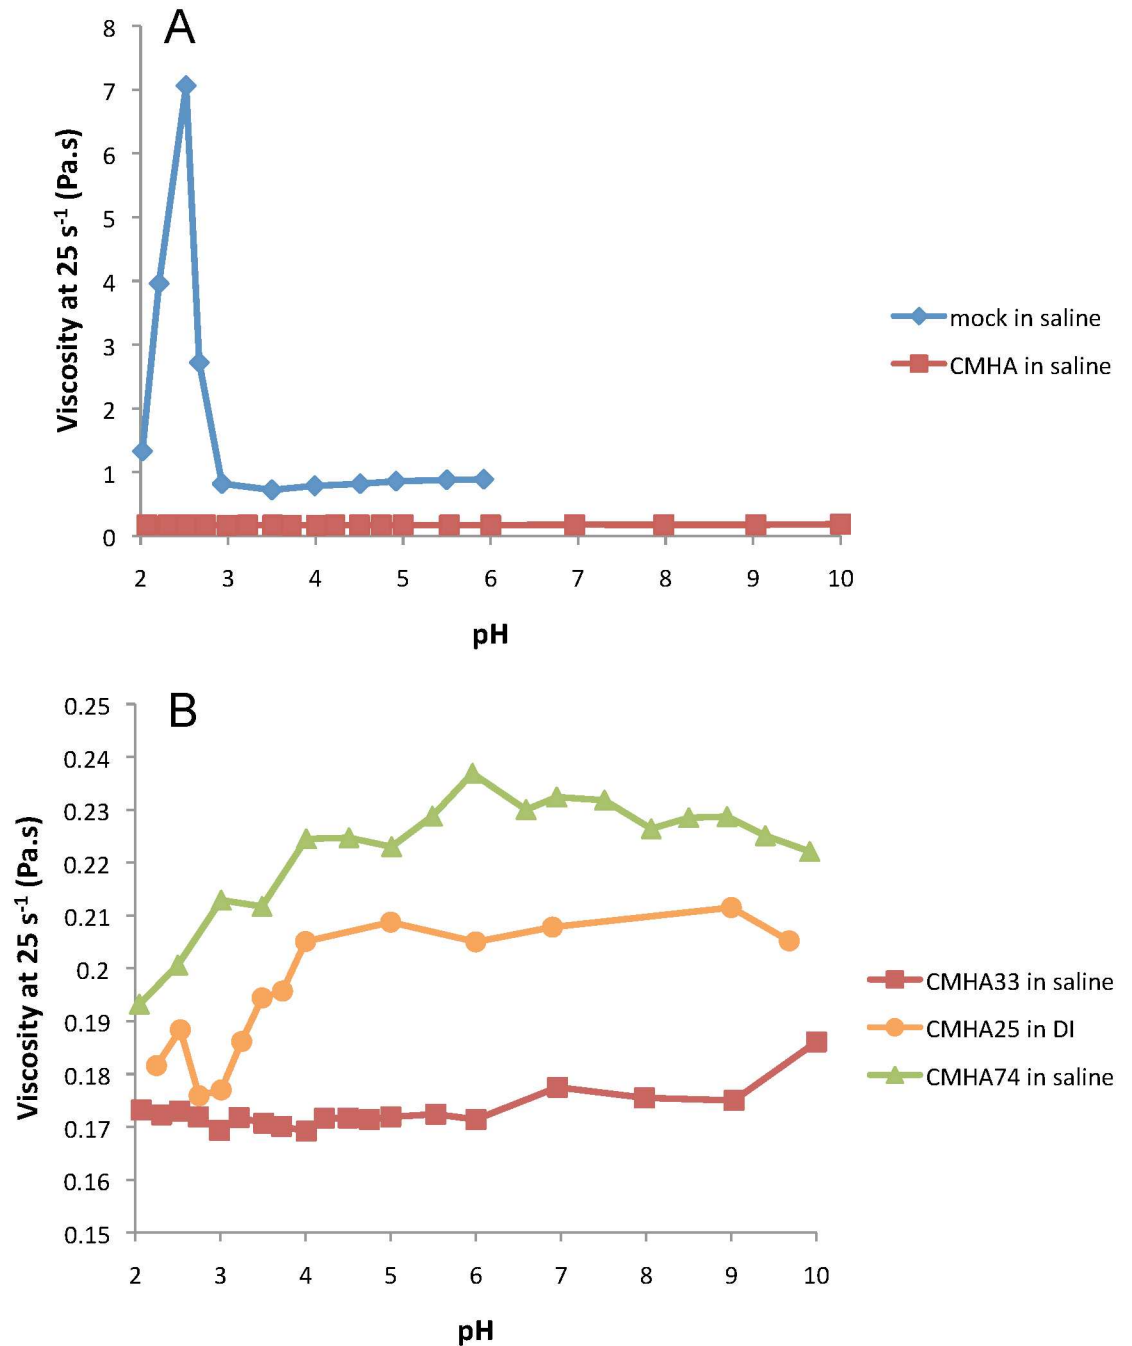 A
8
7
6
5
4
3
2
1
0
Viscosity at 25 s⁻¹ (Pa.s)
2 3 4 5 6 7 8 9 10
pH
mock in saline
CMHA in saline
B
0.25
0.24
0.23
0.22
0.21
0.2
0.19
0.18
0.17
0.16
0.15
Viscosity at 25 s⁻¹ (Pa.s)
2 3 4 5 6 7 8 9 10
pH
CMHA33 in saline
CMHA25 in DI
CMHA74 in saline